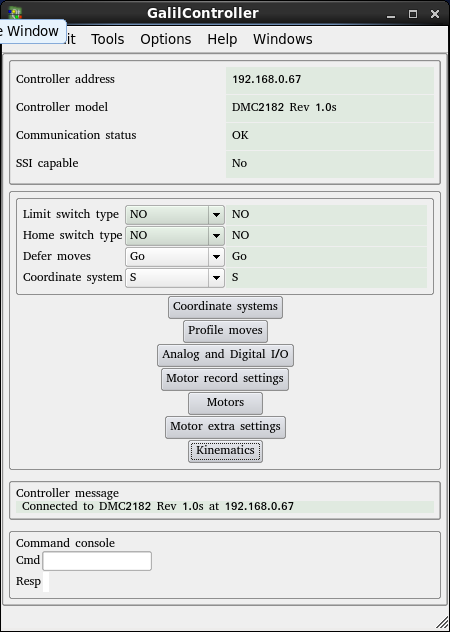 GalilController
e Window
it Tools Options Help Windows
Controller address 192.168.0.67
Controller model DMC2182 Rev 1.0s
Communication status OK
SSI capable No
Limit switch type NO NO
Home switch type NO NO
Defer moves Go Go
Coordinate system S S
Coordinate systems
Profile moves
Analog and Digital I/O
Motor record settings
Motors
Motor extra settings
Kinematics
Controller message
Connected to DMC2182 Rev 1.0s at 192.168.0.67
Command console
Cmd
Resp